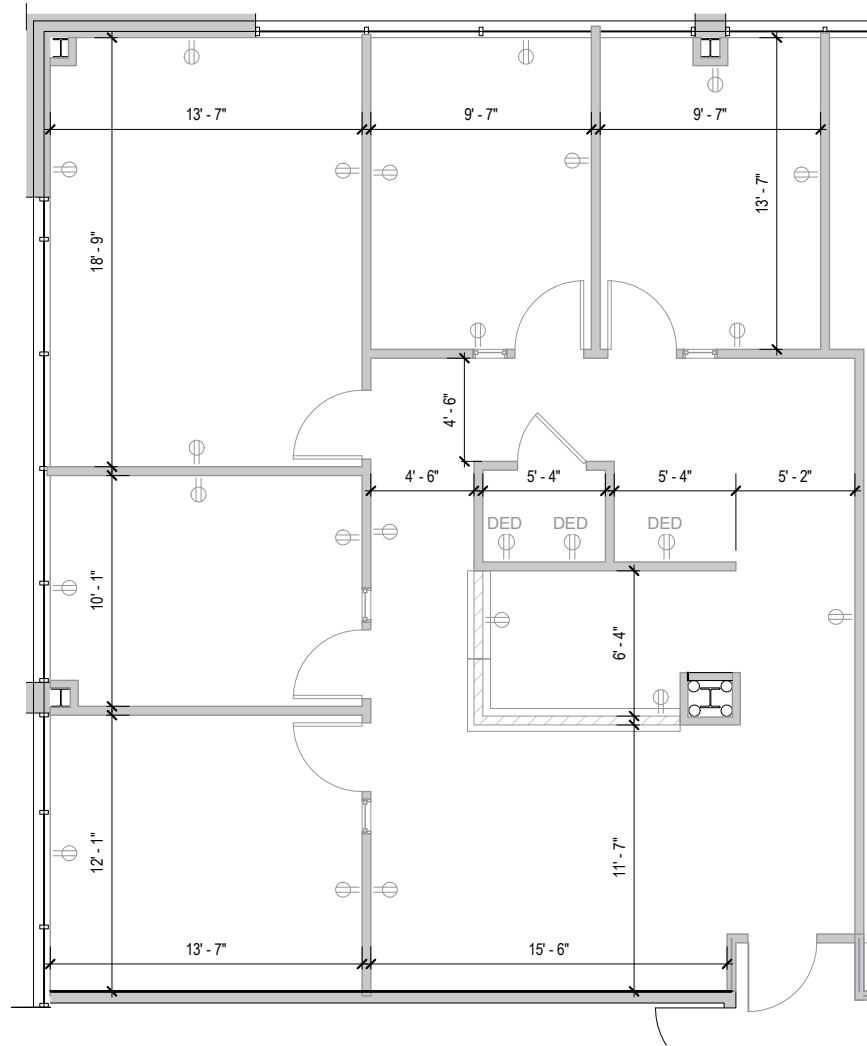 13' - 7"
9' - 7"
9' - 7"
13' - 7"
18' - 9"
4' - 6"
4' - 6"
5' - 4"
5' - 4"
5' - 2"
DED
DED
DED
10' - 1"
6' - 4"
12' - 1"
11' - 7"
13' - 7"
15' - 6"